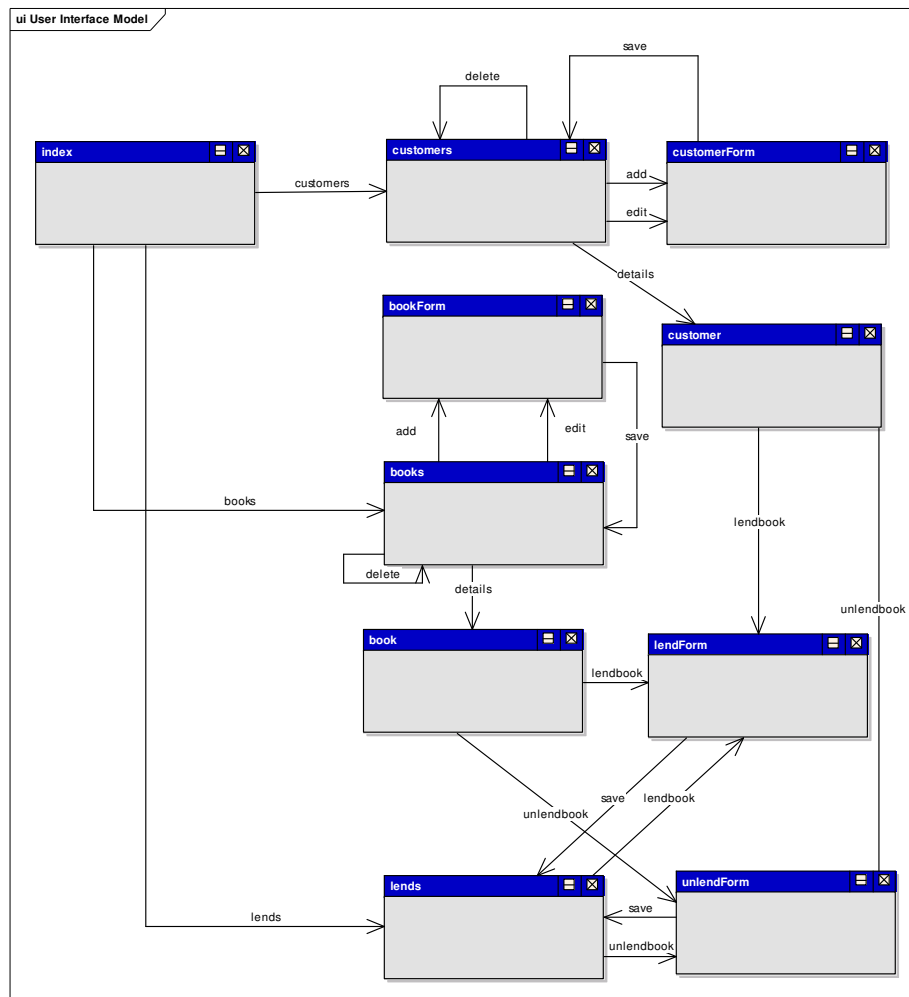 ui User Interface Model
save
delete
index
customers
customerForm
customers
add
edit
details
bookForm
customer
add
edit
save
books
books
lendbook
delete
details
unlendbook
book
lendForm
lendbook
save
lendbook
unlendbook
lends
unlendForm
lends
save
unlendbook